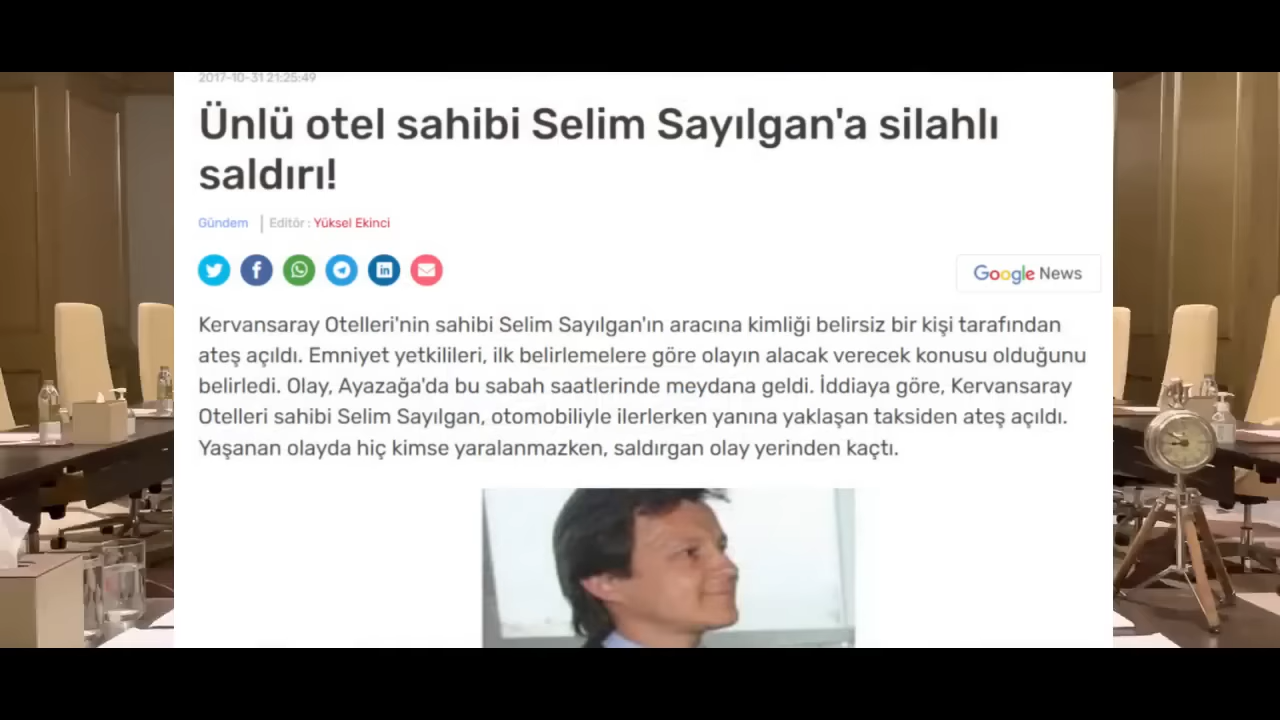 2017-10-31 21:25:49
Ünlü otel sahibi Selim Sayılgan'a silahlı
saldırı!
Gündem | Editör : Yüksel Ekinci
Google News
Kervansaray Otelleri'nin sahibi Selim Sayılgan'ın aracına kimliği belirsiz bir kişi tarafından
ateş açıldı. Emniyet yetkilileri, ilk belirlemelere göre olayın alacak verecek konusu olduğunu
belirledi. Olay, Ayazağa'da bu sabah saatlerinde meydana geldi. İddiaya göre, Kervansaray
Otelleri sahibi Selim Sayılgan, otomobiliyle ilerlerken yanına yaklaşan taksiden ateş açıldı.
Yaşanan olayda hiç kimse yaralanmazken, saldırgan olay yerinden kaçtı.